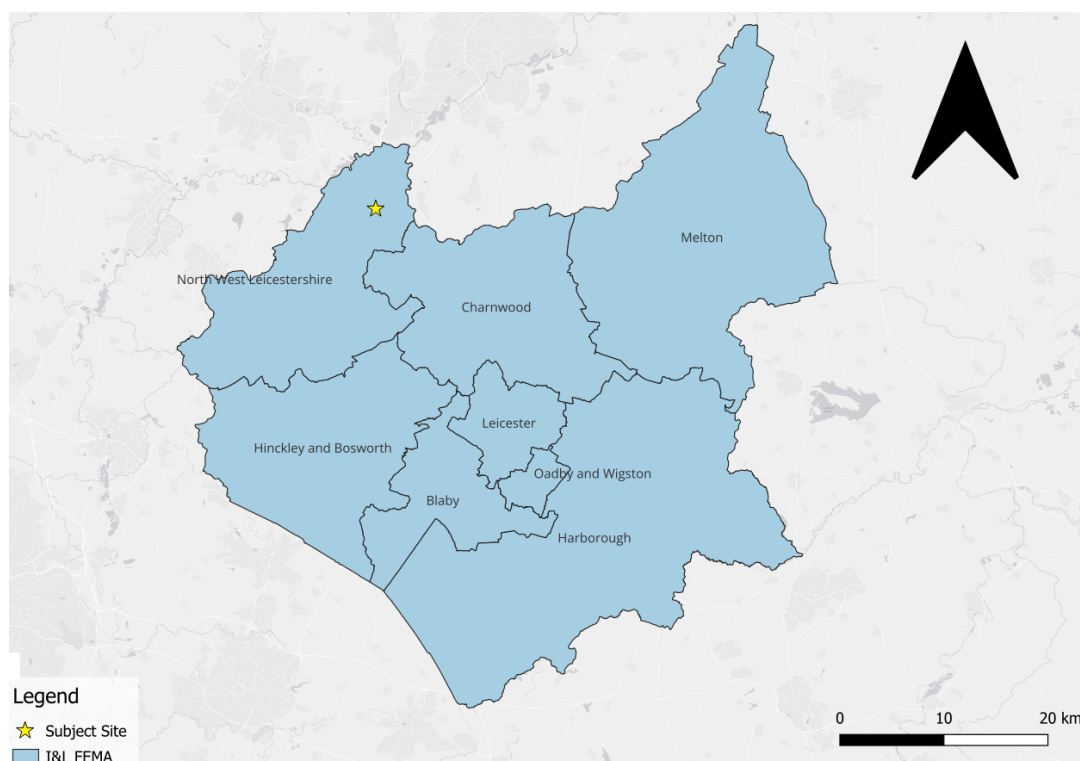 Melton
North West Leicestershire
Charnwood
Leicester
Hinckley and Bosworth
Oadby and Wigston
Blaby
Harborough
Legend
Subject Site
I&L FEMA
0 10 20 km